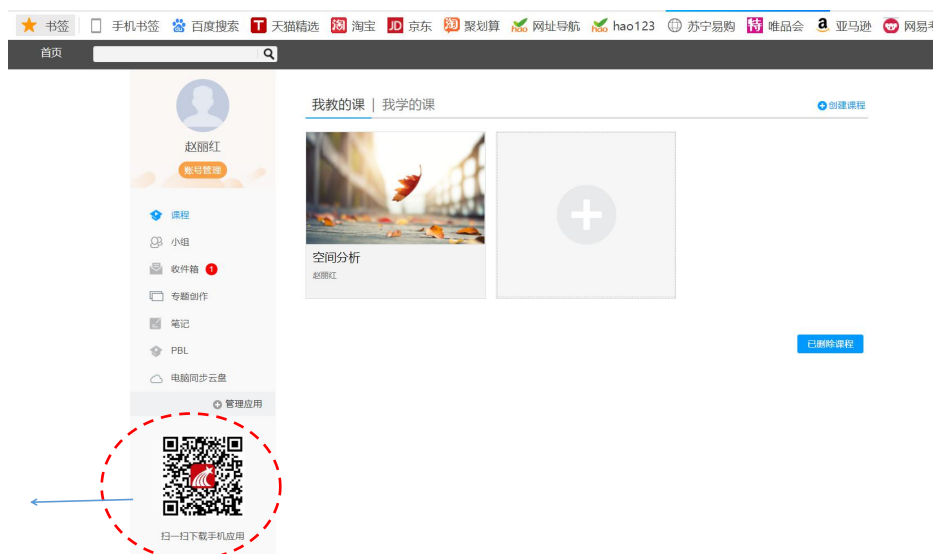 书签 手机书签 百度搜索 天猫精选 淘宝 京东 聚划算 网址导航 hao123 苏宁易购 唯品会 亚马逊 网易考
首页
我教的课 | 我学的课
创建课程
赵丽红
账号管理
课程
小组
收件箱 1
专题创作
笔记
PBL
电脑同步云盘
管理应用
空间分析
赵丽红
已删除课程
扫一扫下载手机应用